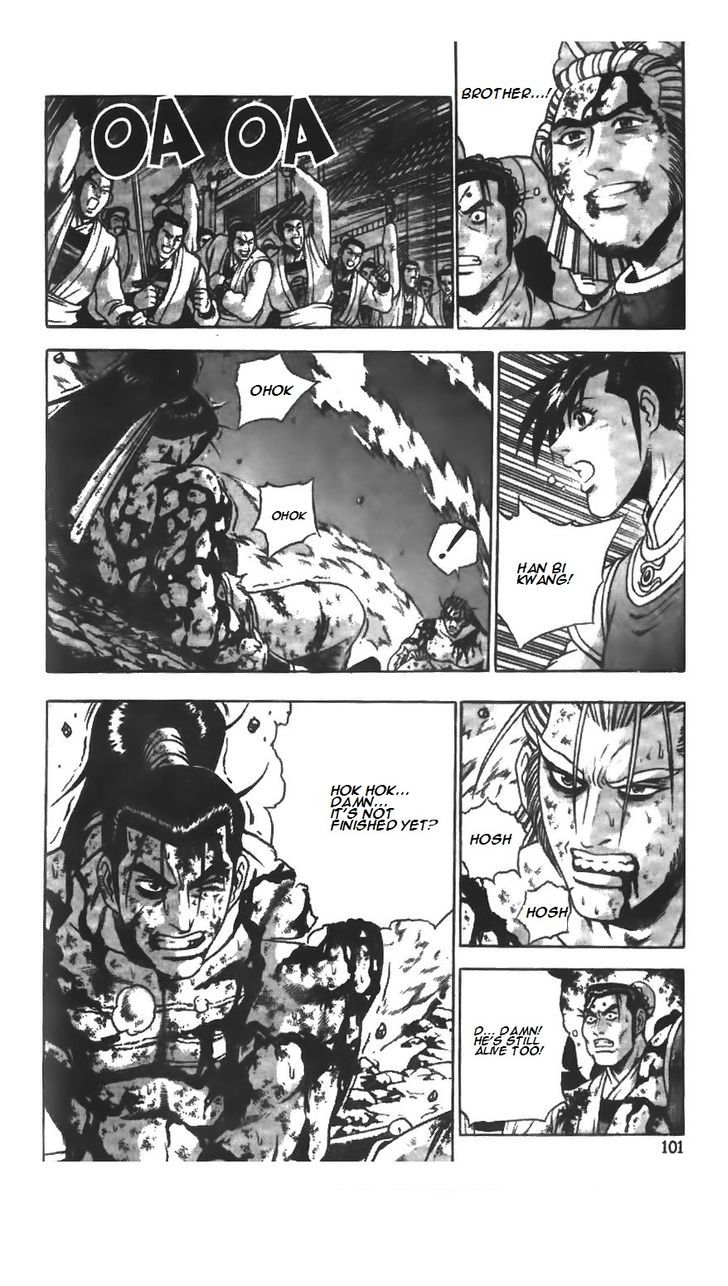 BROTHER...!
OA OA
HAN BI
KWANG!
OHOK
OHOK
!
HOSH
HOSH
HOK HOK...
DAMN...
IT'S NOT
FINISHED YET?
D... DAMN!
HE'S STILL
ALIVE TOO!
101